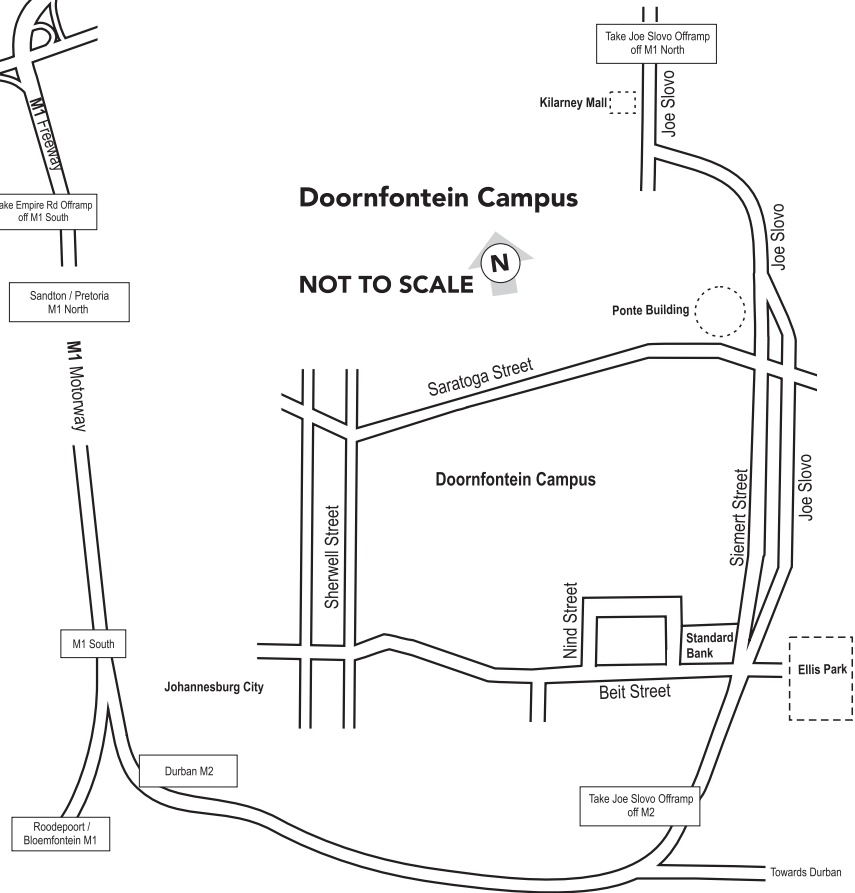 Take Joe Slovo Offramp
off M1 North
Kilarney Mall
Joe Slovo
M1 Freeway
ake Empire Rd Offramp
off M1 South
Doornfontein Campus
Joe Slovo
N
NOT TO SCALE
Sandton / Pretoria
M1 North
Ponte Building
M1 Motorway
Saratoga Street
Doornfontein Campus
Siemert Street
Joe Slovo
Sherwell Street
Nind Street
M1 South
Standard
Bank
Ellis Park
Johannesburg City
Beit Street
Durban M2
Take Joe Slovo Offramp
off M2
Roodepoort /
Bloemfontein M1
Towards Durban